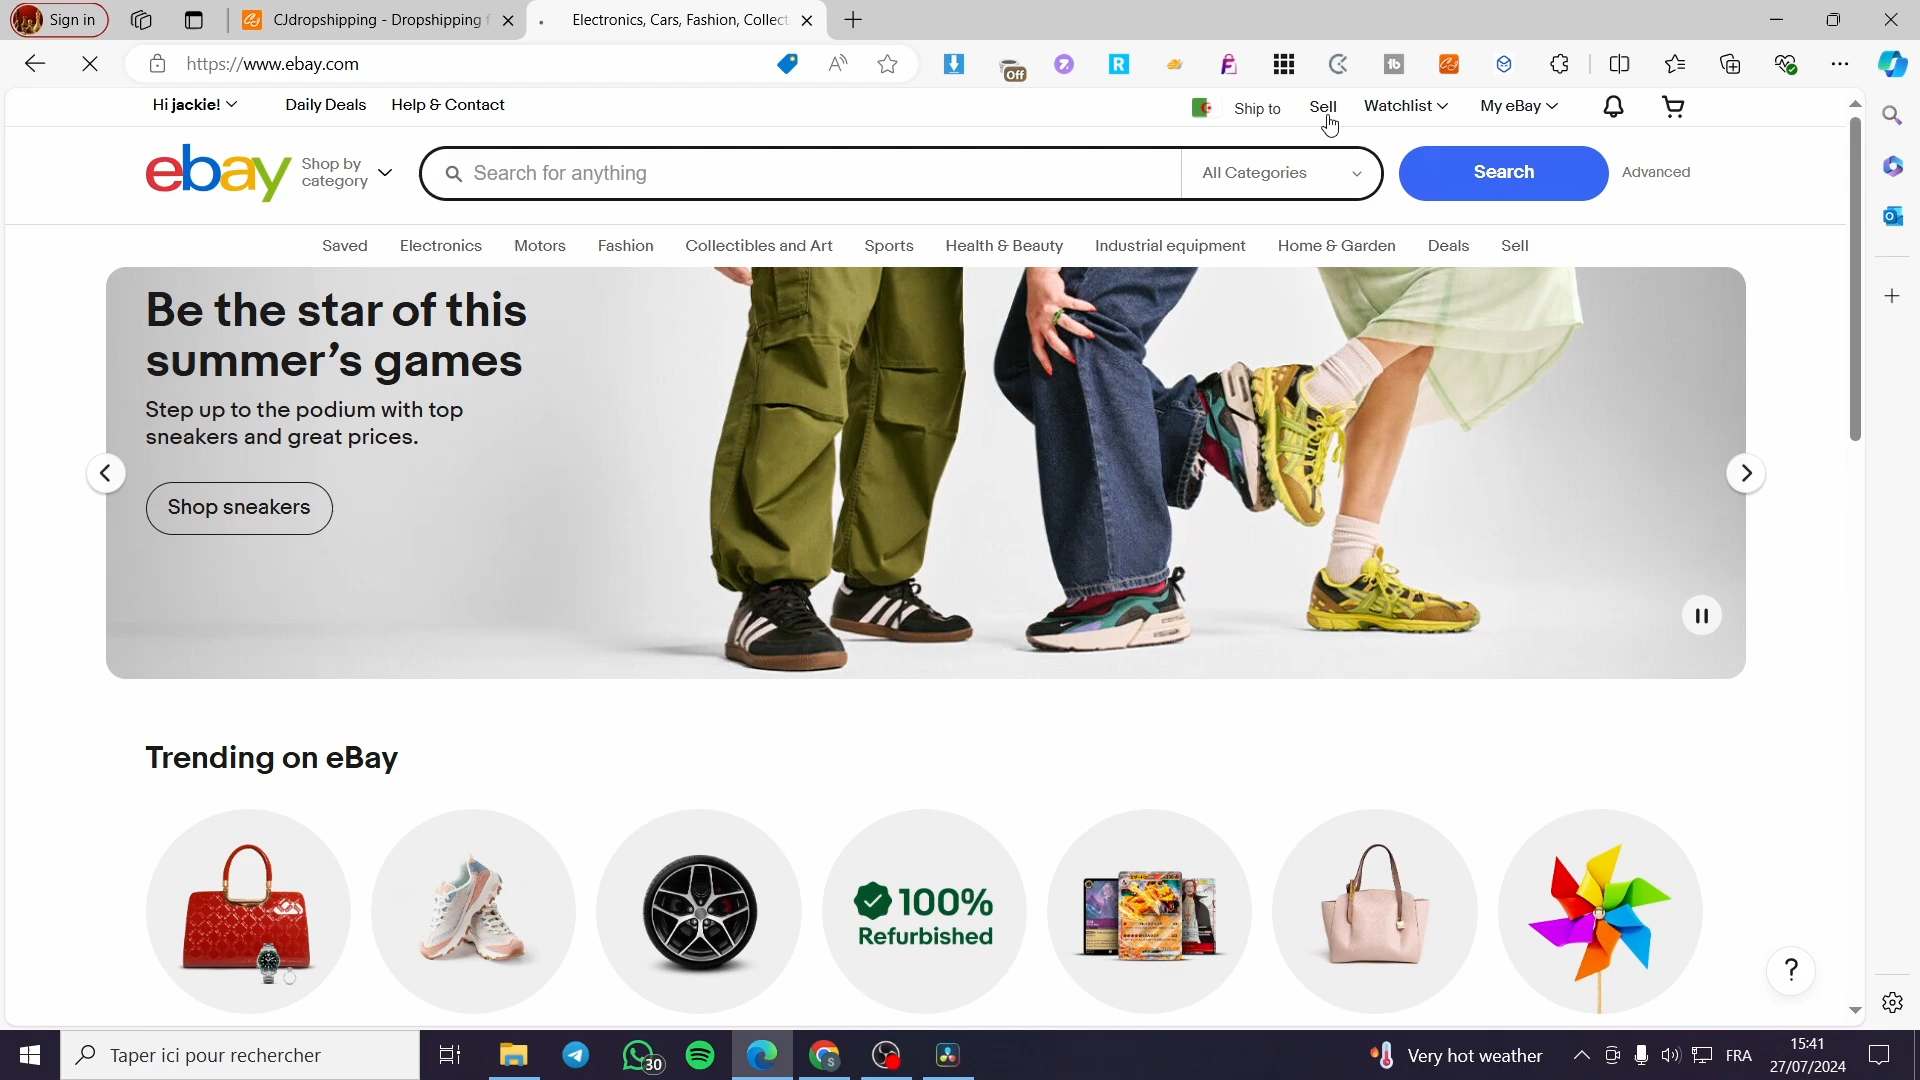 Sign in
CJdropshipping - Dropshipping f
Electronics, Cars, Fashion, Collect
https://www.ebay.com
Off
R
1b
Hi jackie!
Daily Deals
Help & Contact
Ship to
Sell
Watchlist
My eBay
ebay
Shop by
category
Search for anything
All Categories
Search
Advanced
Saved
Electronics
Motors
Fashion
Collectibles and Art
Sports
Health & Beauty
Industrial equipment
Home & Garden
Deals
Sell
Be the star of this
summer's games
Step up to the podium with top
sneakers and great prices.
Shop sneakers
Trending on eBay
100%
Refurbished
?
Taper ici pour rechercher
30
S
Very hot weather
FRA
15:41
27/07/2024